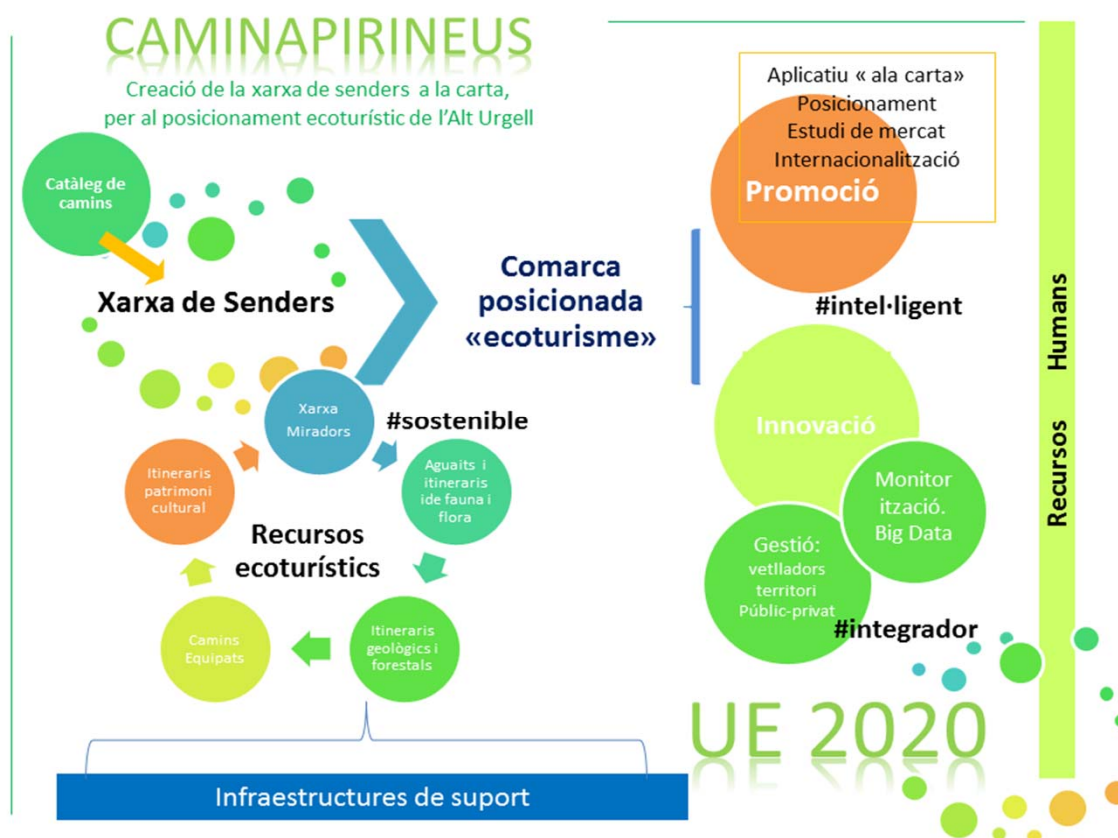 CAMINAPIRINEUS
Creació de la xarxa de senders a la carta,
per al posicionament ecoturístic de l'Alt Urgell
Catàleg de
camins
Xarxa de Senders
Comarca
posicionada
«ecoturisme»
Aplicatiu « ala carta»
Posicionament
Estudi de mercat
Internacionalització
Promoció
#intel·ligent
Innovació
Monitor
ització.
Big Data
Gestió:
vetlladors
territori
Públic-privat
#integrador
Xarxa
Miradors
#sostenible
Aguaits i
itineraris
ide fauna i
flora
Itineraris
geològics i
forestals
Camins
Equipats
Itineraris
patrimoni
cultural
Recursos
ecoturístics
Infraestructures de suport
UE 2020
Recursos Humans